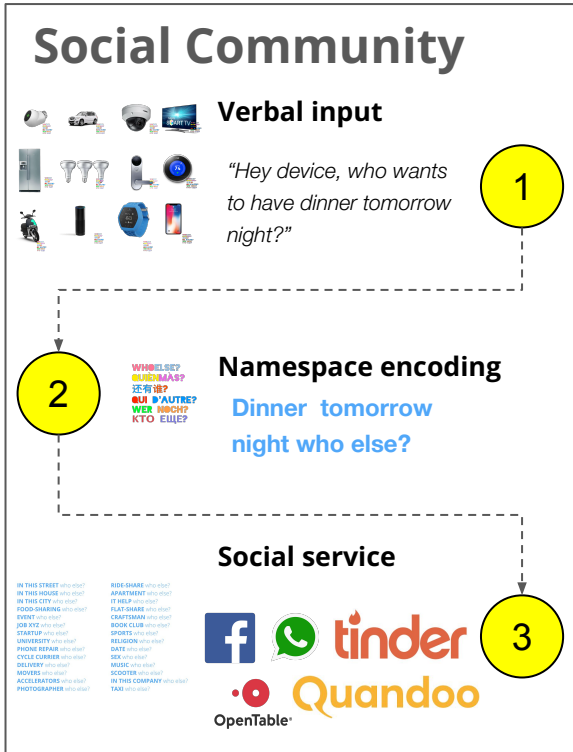 Social Community
Verbal input
SMART TV
“Hey device, who wants
to have dinner tomorrow
night?”
1
2
WHOELSE?
QUIÉNMÁS?
还有谁?
QUI D'AUTRE?
WER NOCH?
КТО ЕЩЕ?
Namespace encoding
Dinner tomorrow
night who else?
Social service
IN THIS STREET who else?
IN THIS HOUSE who else?
IN THIS CITY who else?
FOOD-SHARING who else?
EVENT who else?
JOB XYZ who else?
STARTUP who else?
UNIVERSITY who else?
PHONE REPAIR who else?
CYCLE CURRIER who else?
DELIVERY who else?
MOVERS who else?
ACCELERATORS who else?
PHOTOGRAPHER who else?
RIDE-SHARE who else?
APARTMENT who else?
IT HELP who else?
FLAT-SHARE who else?
CRAFTSMAN who else?
BOOK CLUB who else?
SPORTS who else?
RELIGION who else?
DATE who else?
SEX who else?
MUSIC who else?
SCOOTER who else?
IN THIS COMPANY who else?
TAXI who else?
tinder
3
OpenTable®
Quandoo